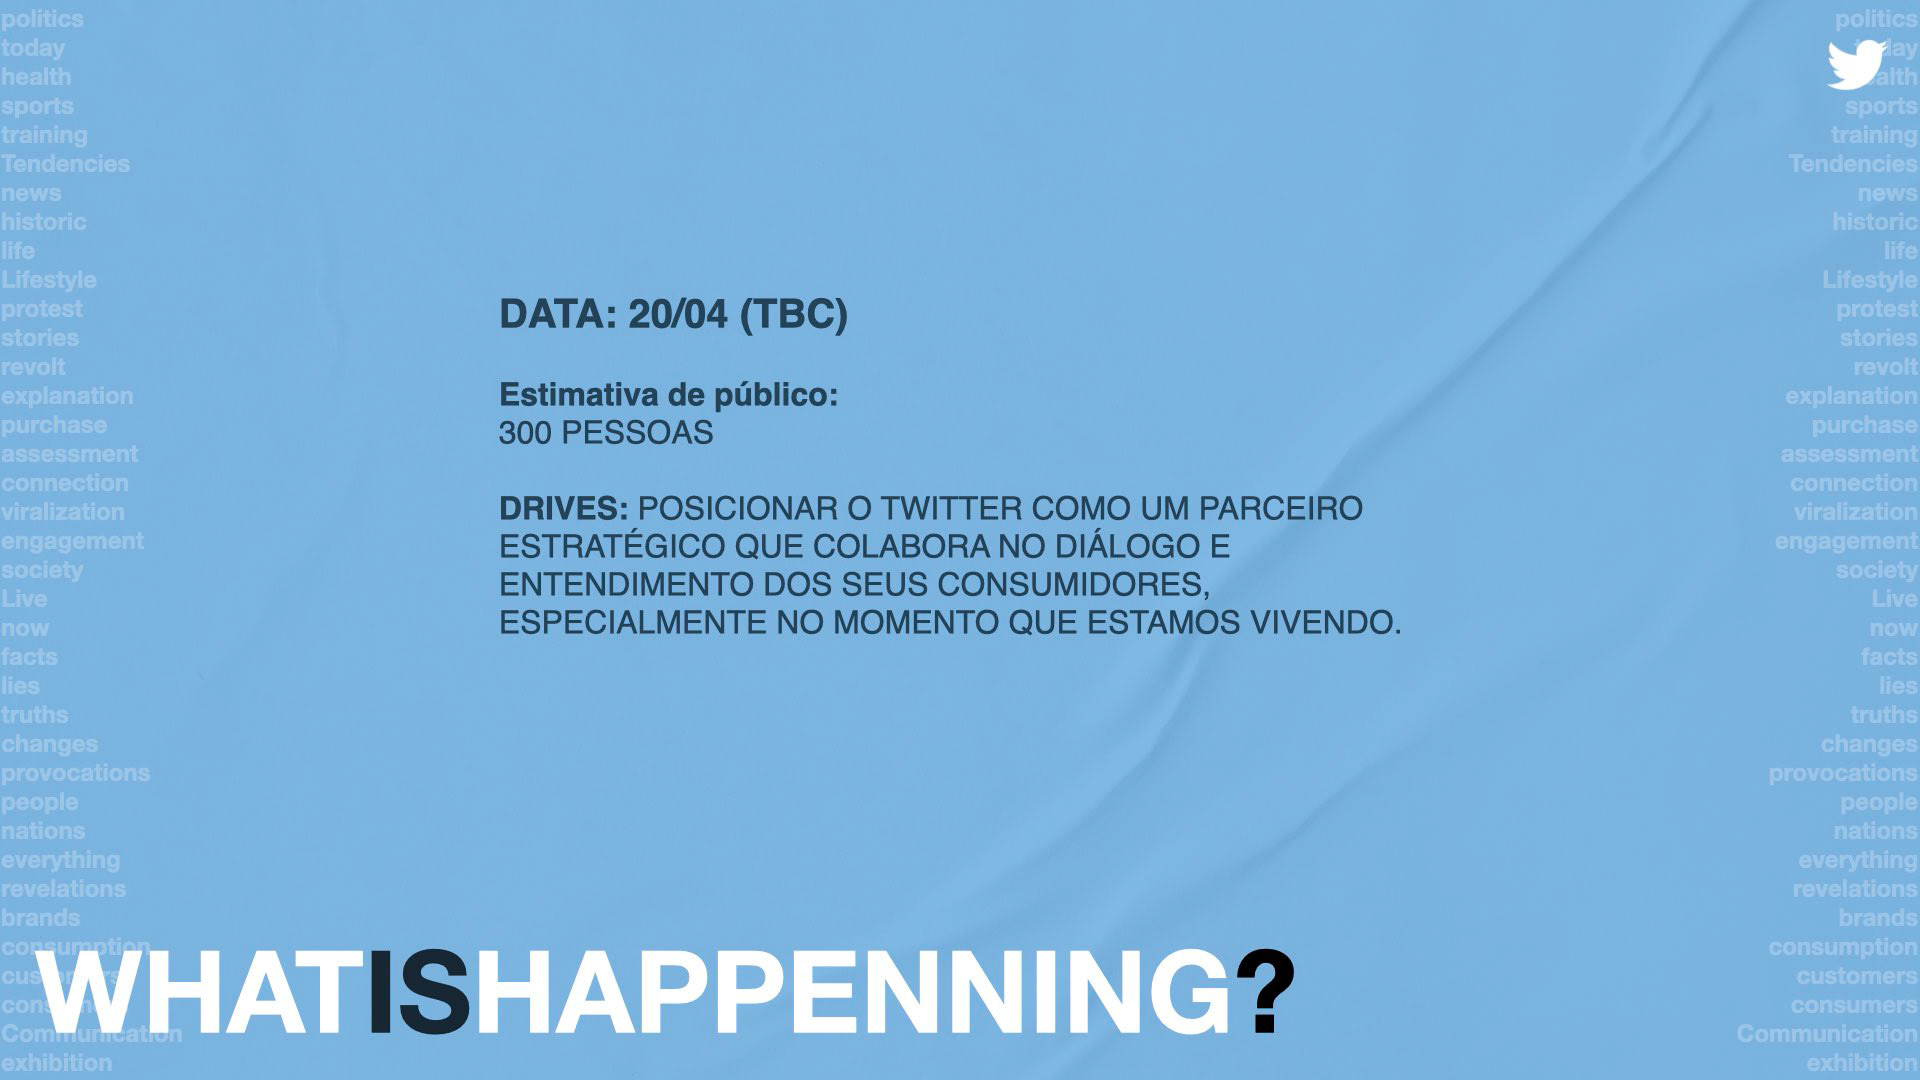 politics
today
health
sports
training
Tendencies
news
historic
life
Lifestyle
protest
stories
revolt
explanation
purchase
assessment
connection
viralization
engagement
society
Live
now
facts
lies
truths
changes
provocations
people
nations
everything
revelations
brands
consumption
Communication
exhibition
DATA: 20/04 (TBC)
Estimativa de público:
300 PESSOAS
DRIVES: POSICIONAR O TWITTER COMO UM PARCEIRO
ESTRATÉGICO QUE COLABORA NO DIÁLOGO E
ENTENDIMENTO DOS SEUS CONSUMIDORES,
ESPECIALMENTE NO MOMENTO QUE ESTAMOS VIVENDO.
WHATISHAPPENNING?
politics
sports
training
Tendencies
news
historic
life
Lifestyle
protest
stories
revolt
explanation
purchase
assessment
connection
viralization
engagement
society
Live
now
facts
lies
truths
changes
provocations
people
nations
everything
revelations
brands
consumption
customers
consumers
Communication
exhibition